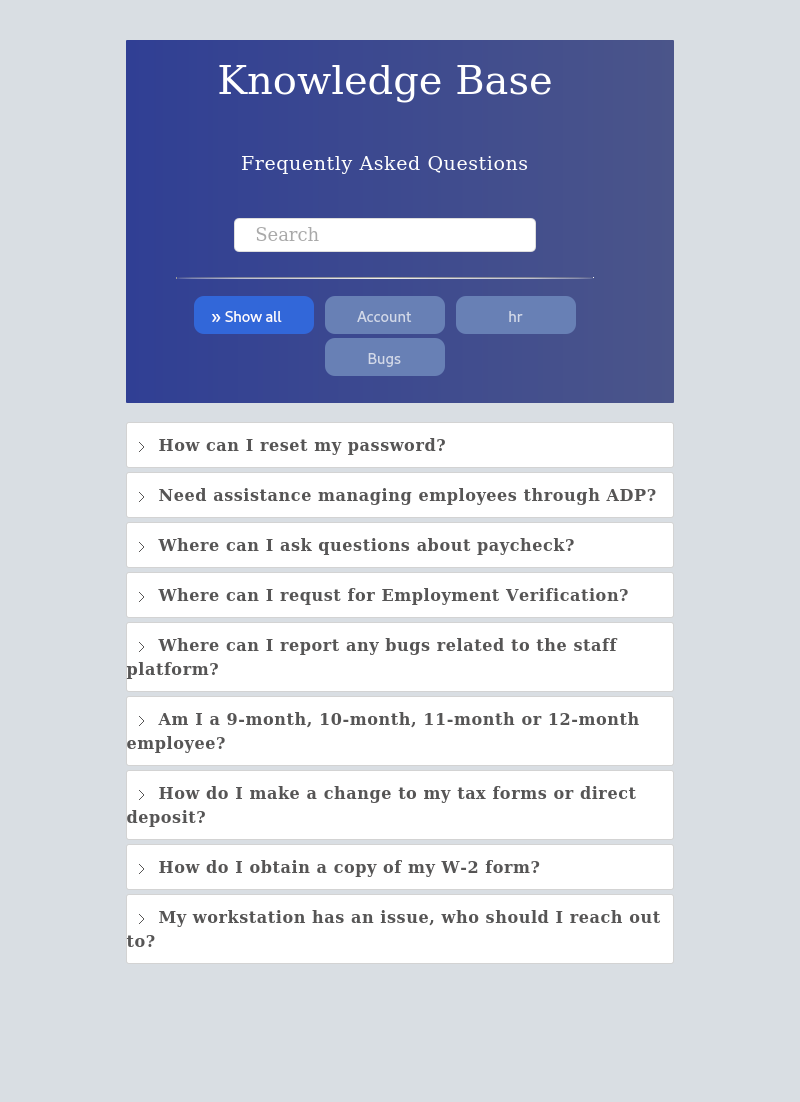 Knowledge Base
Frequently Asked Questions
Search
» Show all
Account
hr
Bugs
How can I reset my password?
Need assistance managing employees through ADP?
Where can I ask questions about paycheck?
Where can I requst for Employment Verification?
Where can I report any bugs related to the staff
platform?
Am I a 9-month, 10-month, 11-month or 12-month
employee?
How do I make a change to my tax forms or direct
deposit?
How do I obtain a copy of my W-2 form?
My workstation has an issue, who should I reach out
to?